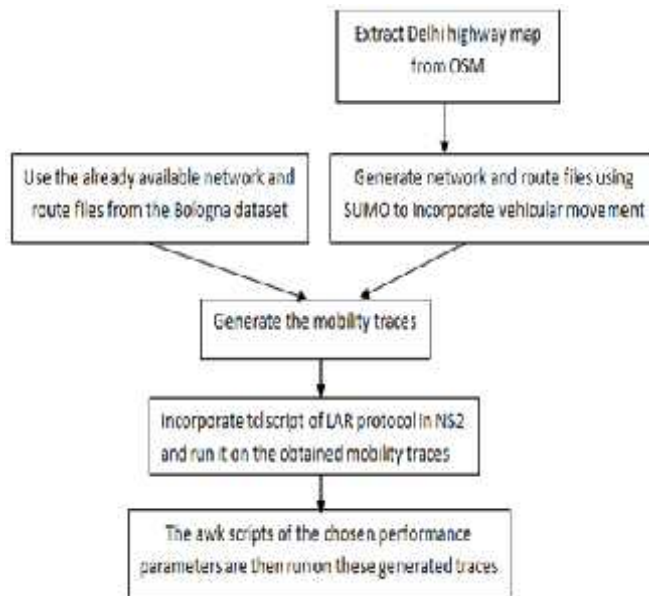 Extract Delhi highway map
from OSM
Use the already available network and
route files from the Bologna dataset
Generate network and route files using
SUMO to incorporate vehicular movement
Generate the mobility traces
Incorporate tcl script of LAR protocol in NS2
and run it on the obtained mobility traces
The awk scripts of the chosen performance
parameters are then run on these generated traces